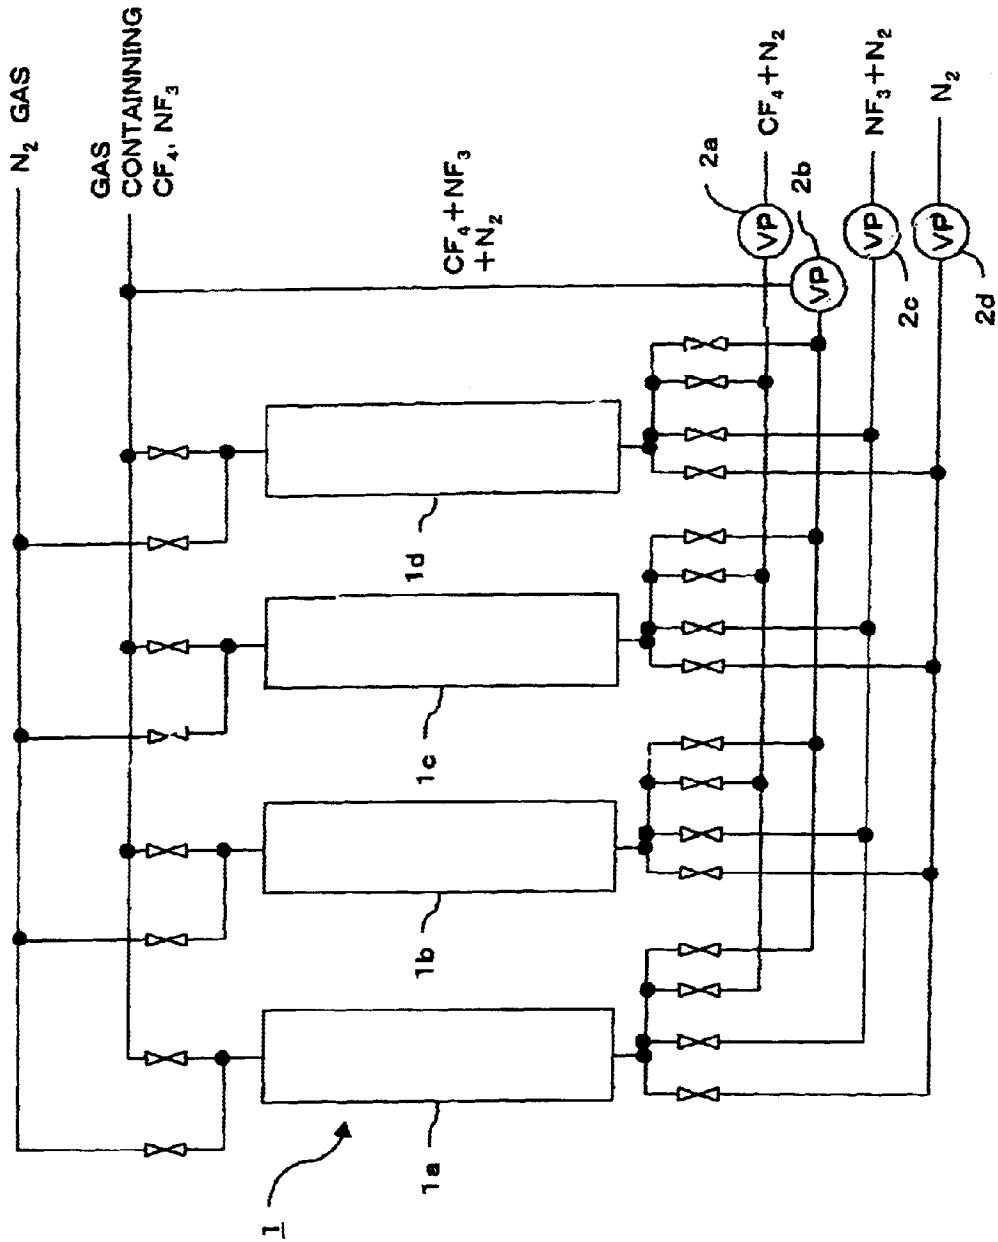 N₂ GAS
GAS
CONTAINNING
CF₄, NF₃
CF₄+NF₃
+N₂
2a
CF₄+N₂
2b
NF₃+N₂
N₂
VP
VP
VP
VP
2c
2d
1d
1c
1b
1a
1